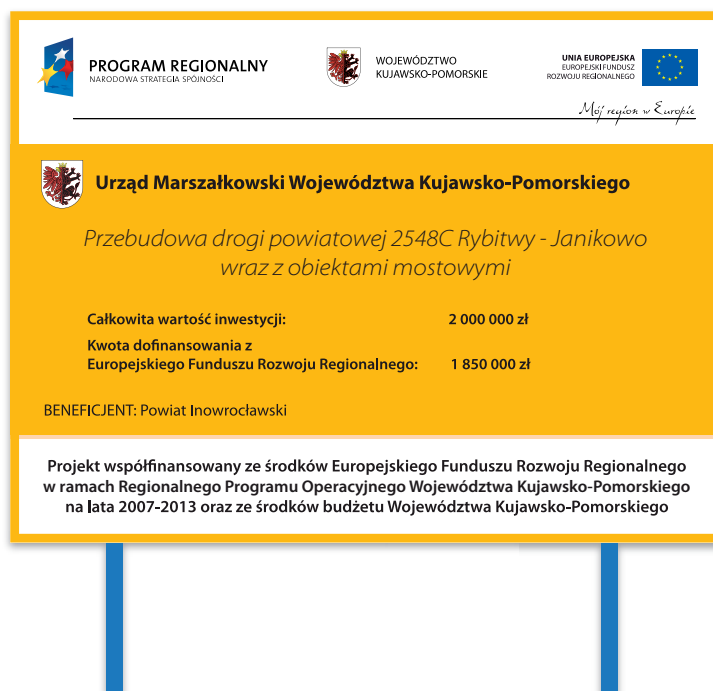 PROGRAM REGIONALNY
NARODOWA STRATEGIA SPÓJNOŚCI
WOJEWÓDZTWO
KUJAWSKO-POMORSKIE
UNIA EUROPEJSKA
EUROPEJSKI FUNDUSZ
ROZWOJU REGIONALNEGO
Mój region w Europie
Urząd Marszałkowski Województwa Kujawsko-Pomorskiego
Przebudowa drogi powiatowej 2548C Rybitwy - Janikowo
wraz z obiektami mostowymi
Całkowita wartość inwestycji: 2 000 000 zł
Kwota dofinansowania z
Europejskiego Funduszu Rozwoju Regionalnego: 1 850 000 zł
BENEFICJENT: Powiat Inowrocławski
Projekt współfinansowany ze środków Europejskiego Funduszu Rozwoju Regionalnego
w ramach Regionalnego Programu Operacyjnego Województwa Kujawsko-Pomorskiego
na lata 2007-2013 oraz ze środków budżetu Województwa Kujawsko-Pomorskiego